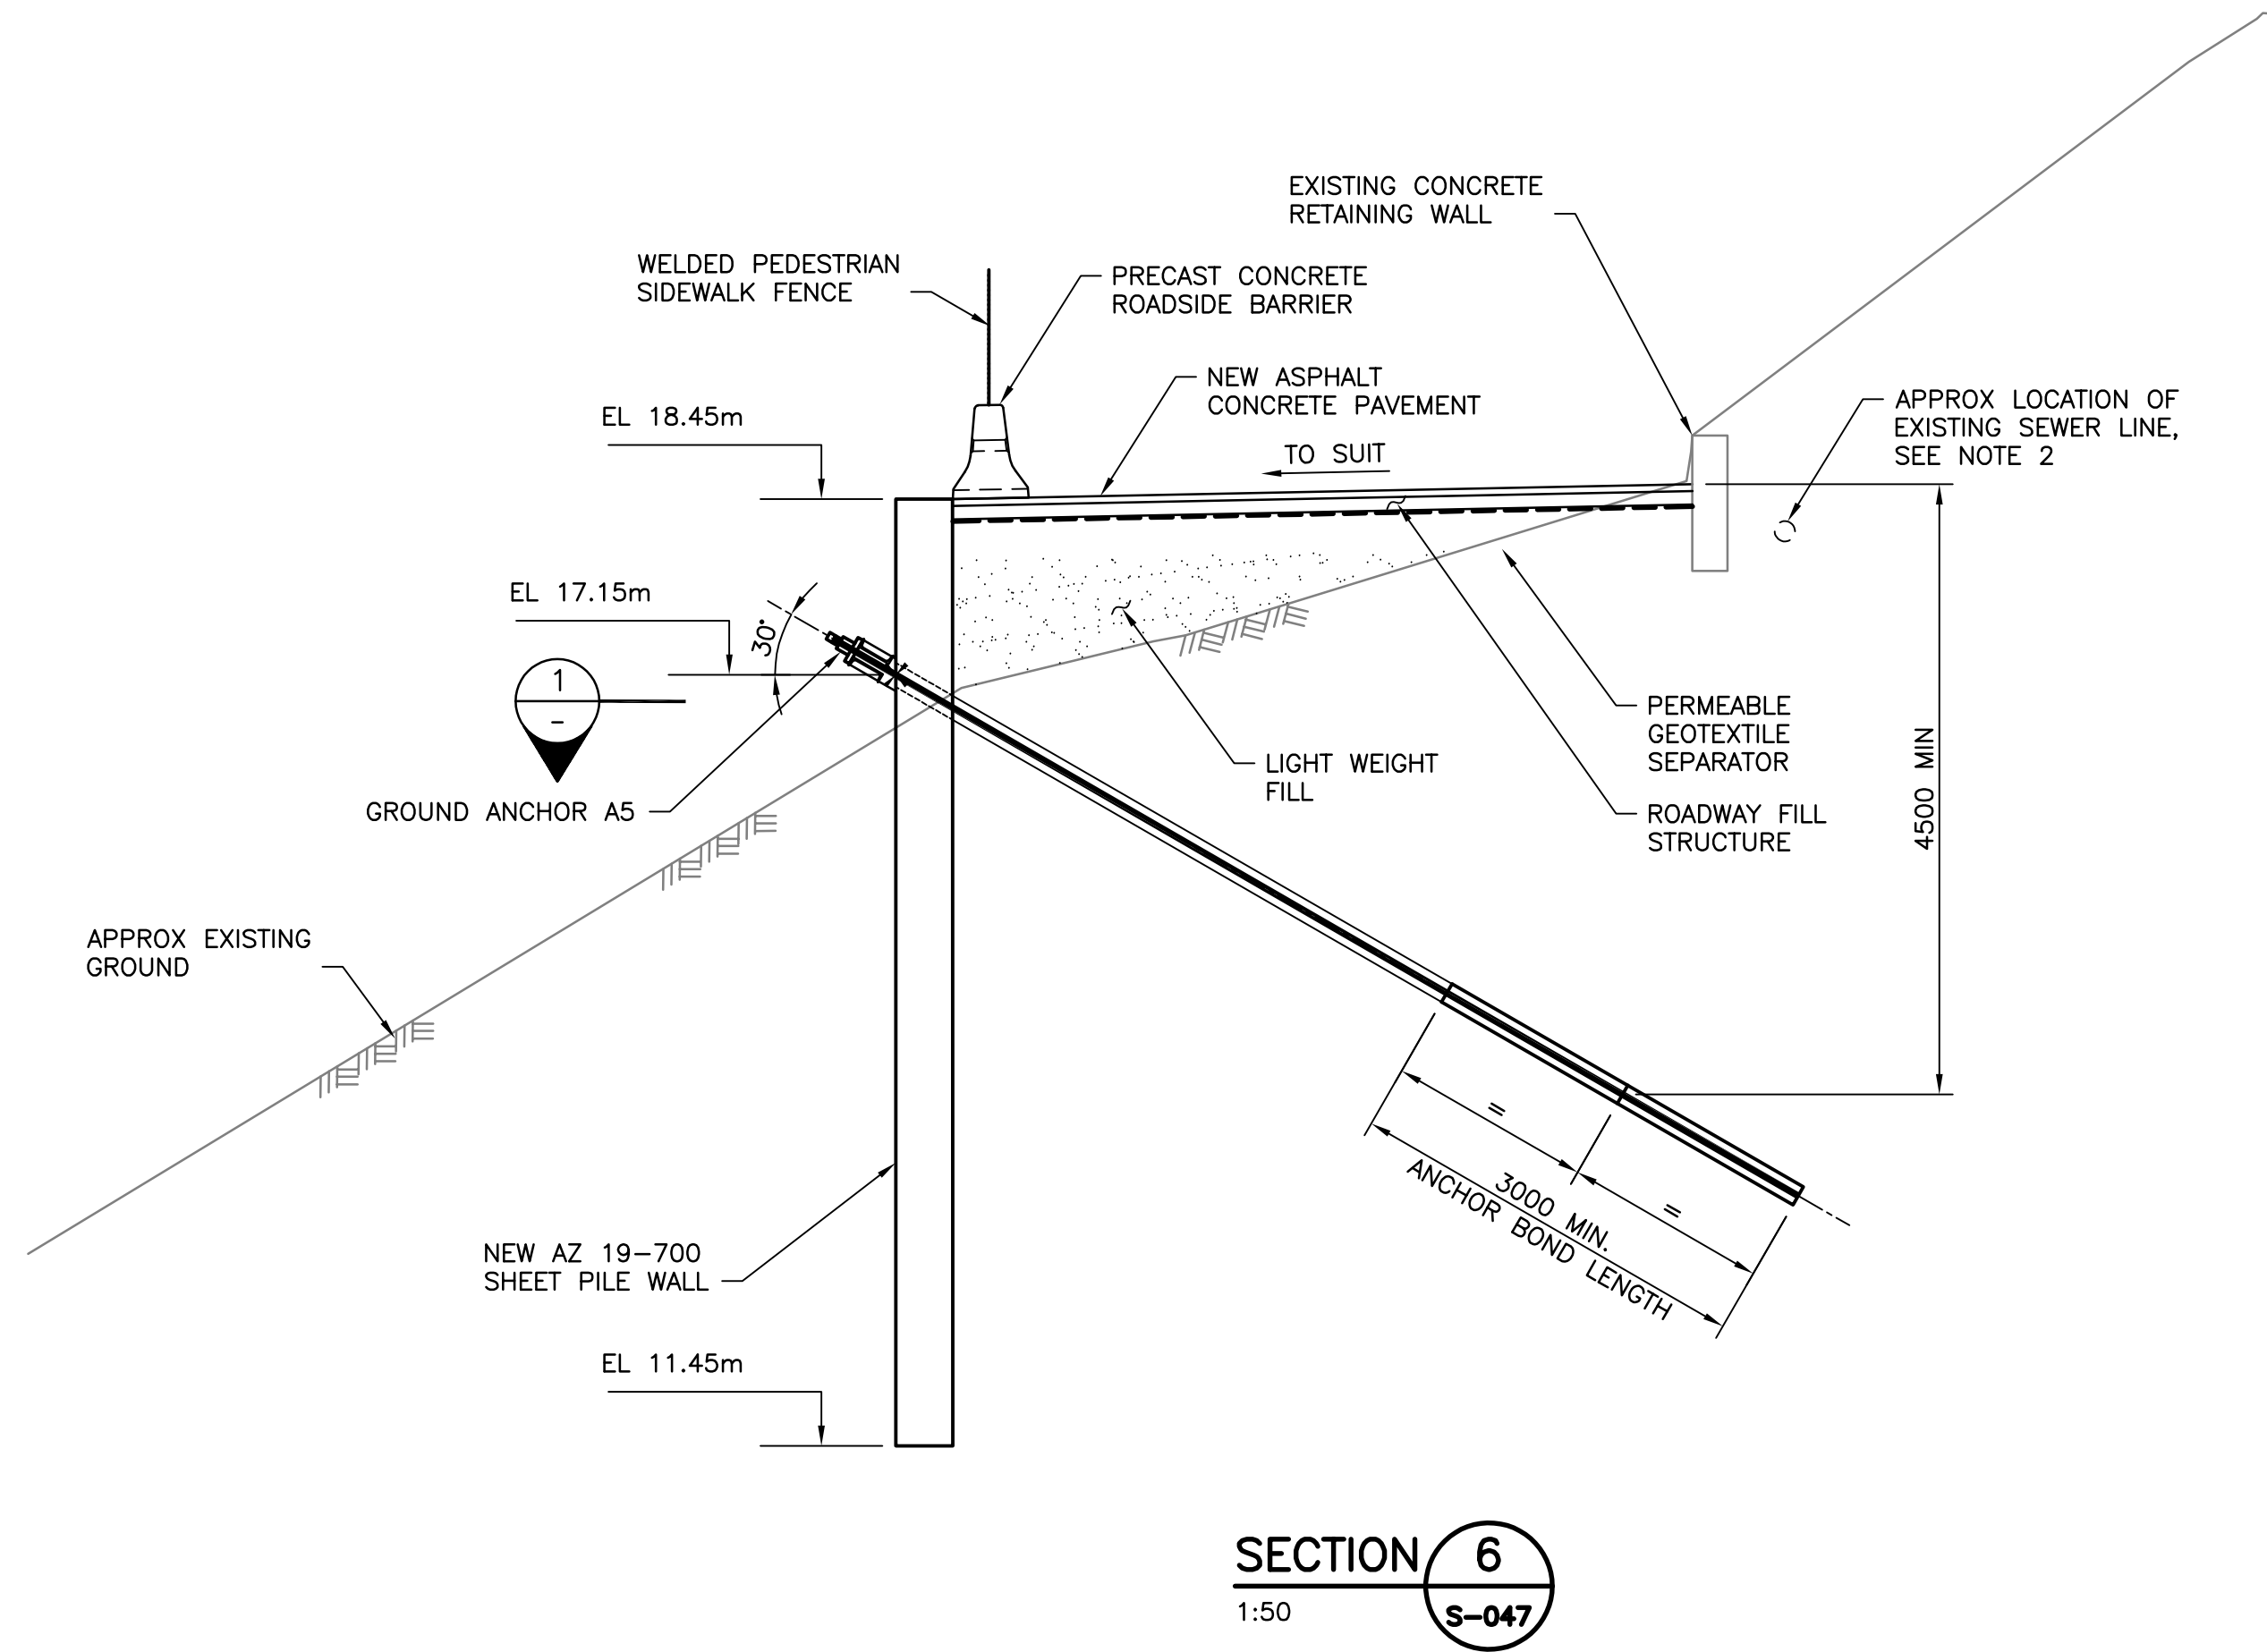 EXISTING CONCRETE
RETAINING WALL
WELDED PEDESTRIAN
SIDEWALK FENCE
PRECAST CONCRETE
ROADSIDE BARRIER
NEW ASPHALT
CONCRETE PAVEMENT
APPROX LOCATION OF
EXISTING SEWER LINE,
SEE NOTE 2
EL 18.45m
TO SUIT
EL 17.15m
30°
1
-
PERMEABLE
GEOTEXTILE
SEPARATOR
4500 MIN
LIGHT WEIGHT
FILL
GROUND ANCHOR A5
ROADWAY FILL
STRUCTURE
APPROX EXISTING
GROUND
=
=
3000 MIN.
ANCHOR BOND LENGTH
NEW AZ 19-700
SHEET PILE WALL
EL 11.45m
SECTION
6
1:50
S-047